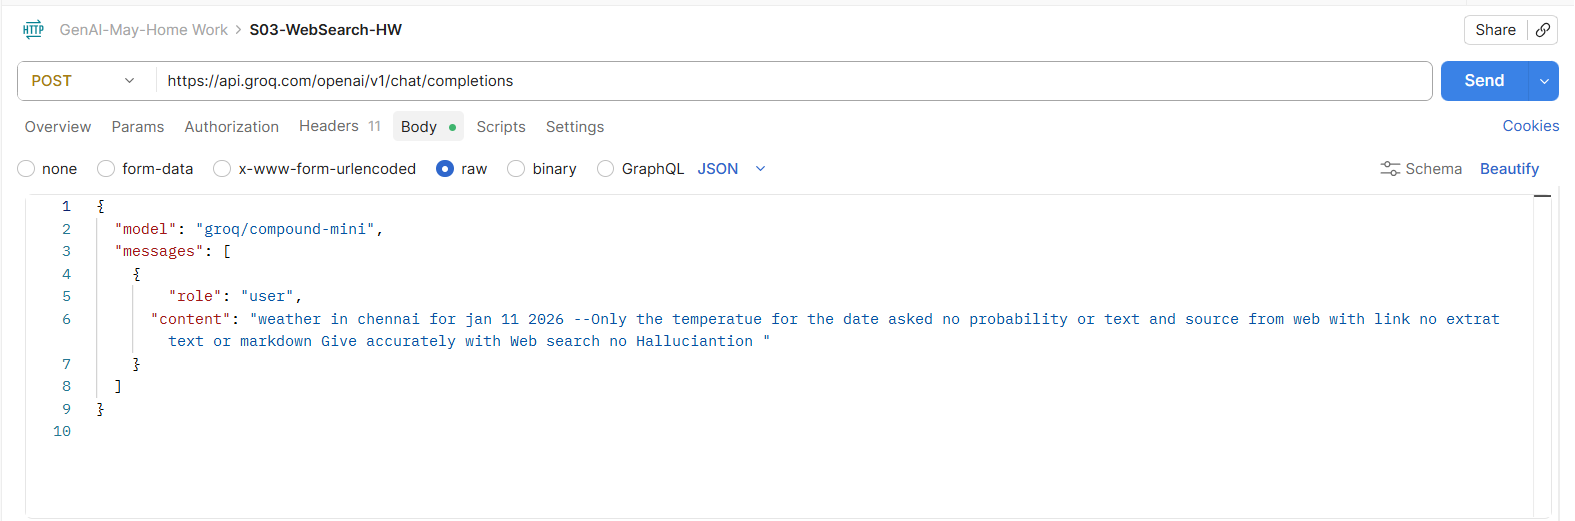 HTTP GenAI-May-Home Work > S03-WebSearch-HW Share
POST https://api.groq.com/openai/v1/chat/completions Send
Overview Params Authorization Headers 11 Body Scripts Settings Cookies
none form-data x-www-form-urlencoded raw binary GraphQL JSON Schema Beautify
1 {
2 "model": "groq/compound-mini",
3 "messages": [
4 {
5 "role": "user",
6 "content": "weather in chennai for jan 11 2026 --Only the temperatue for the date asked no probability or text and source from web with link no extrat
text or markdown Give accurately with Web search no Halluciantion "
7 }
8 ]
9 }
10